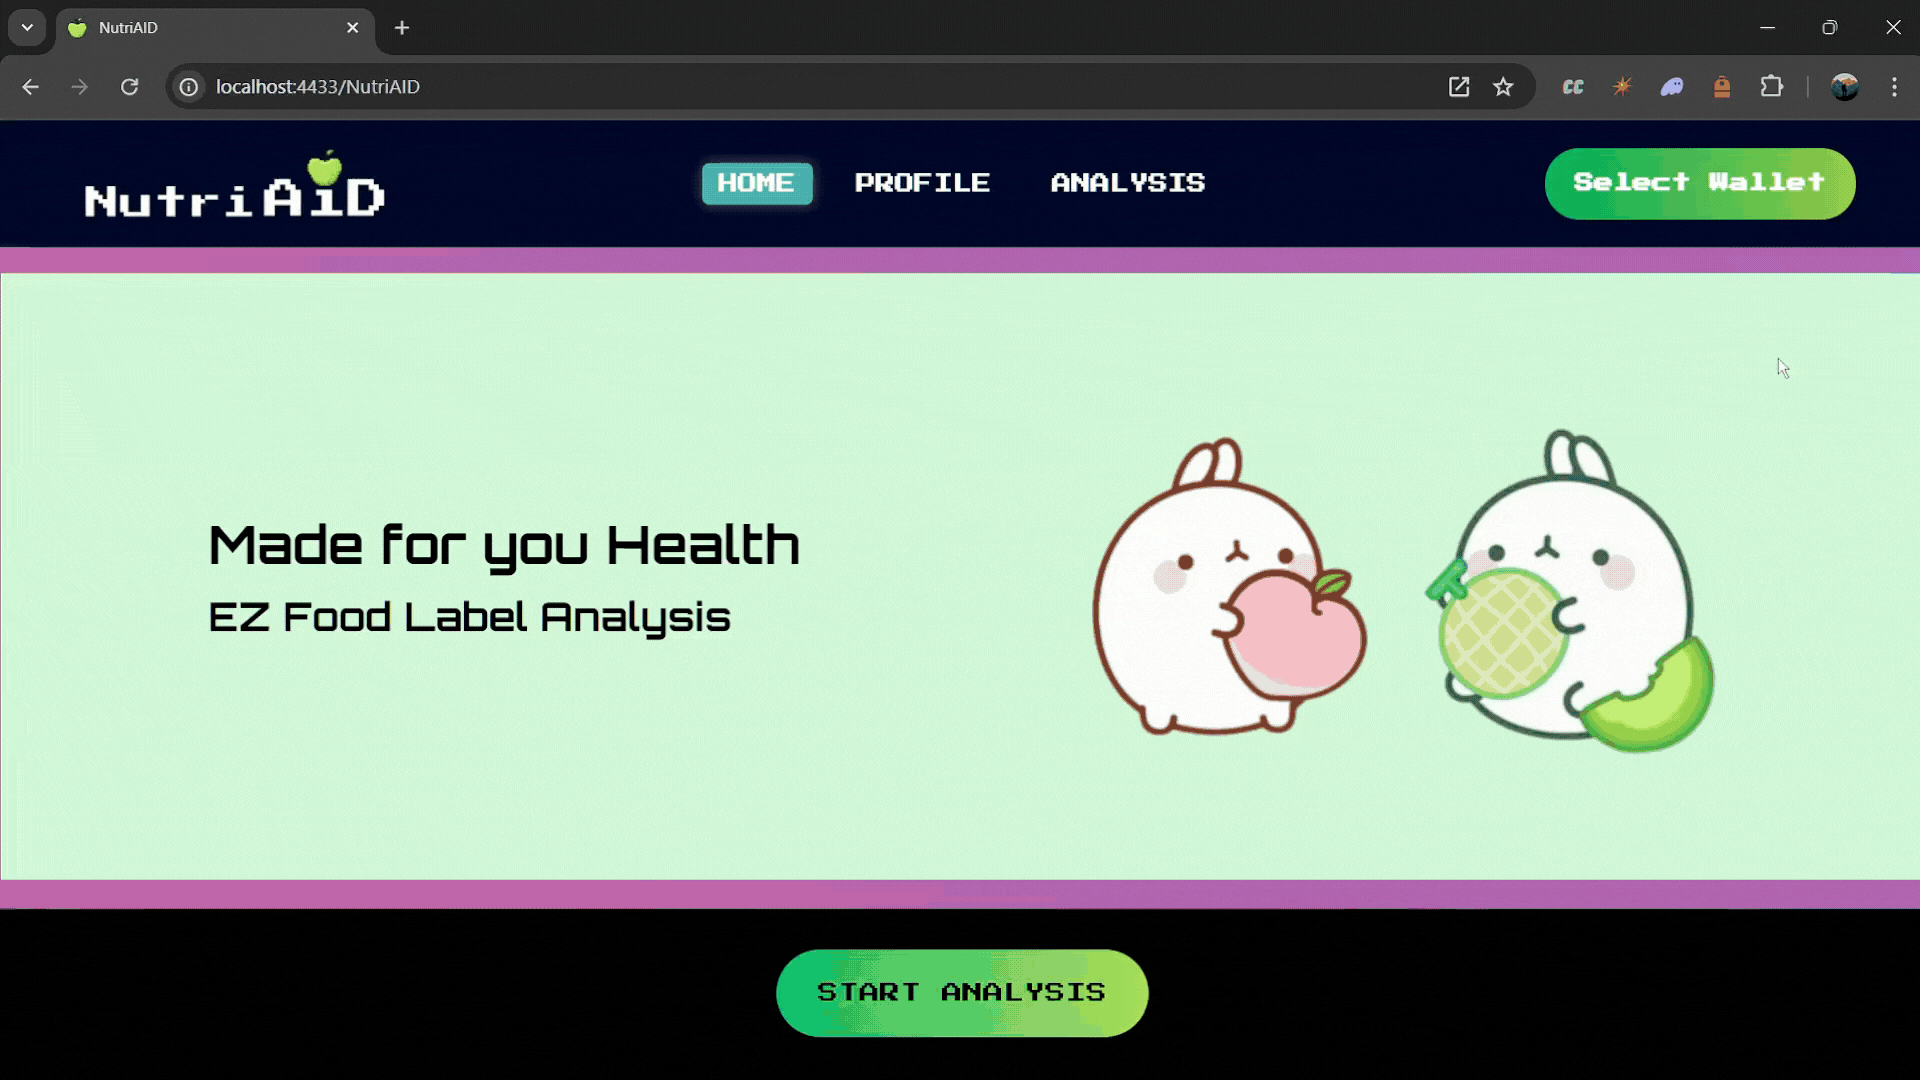 NutriAID
localhost:4433/NutriAID
CC
NutriAiD
HOME
PROFILE
ANALYSIS
Select Wallet
Made for you Health
EZ Food Label Analysis
START ANALYSIS